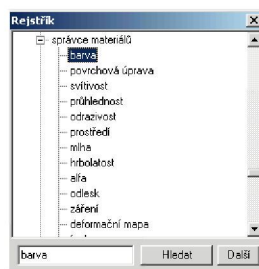 Rejstřík
správce materiálů
barva
povrchová úprava
svítivost
průhlednost
odrazivost
prostředí
mlha
hrbolatost
alfa
odlesk
záření
deformační mapa
barva
Hledat
Další